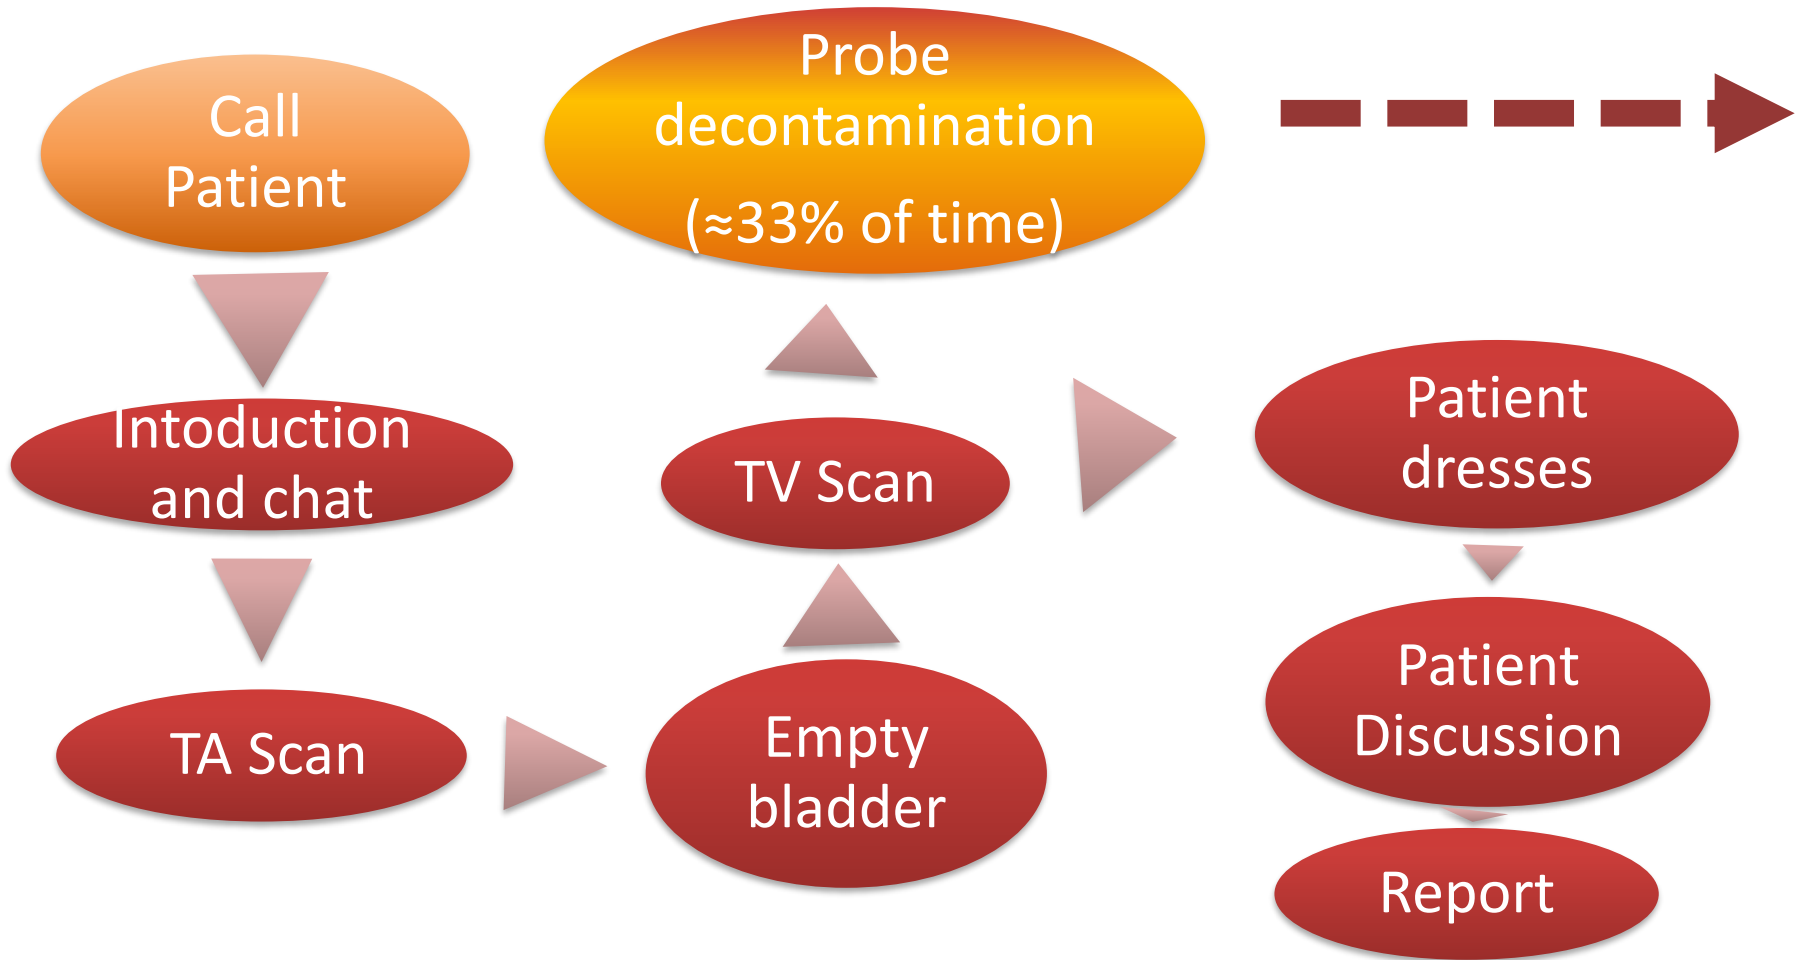 Call
Patient
Intoduction
and chat
TA Scan
Empty
bladder
TV Scan
Probe
decontamination
(≈33% of time)
Patient
dresses
Patient
Discussion
Report